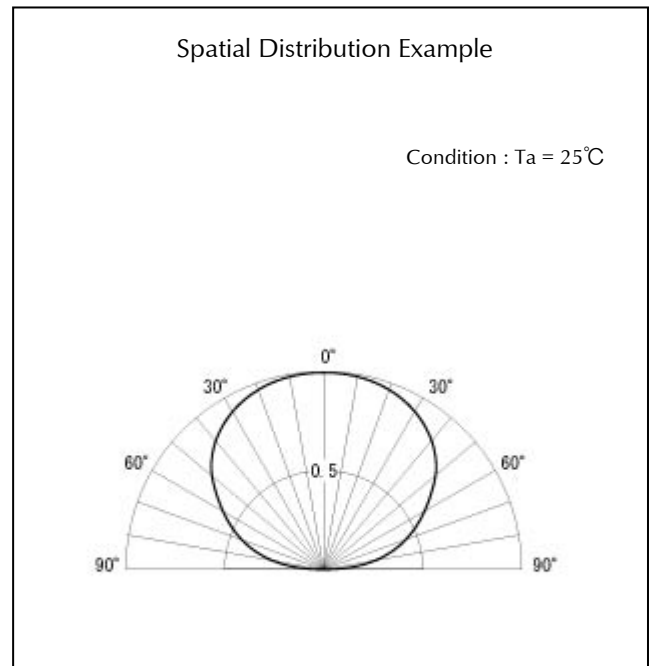 Spatial Distribution Example
Condition : Ta = 25℃
0°
30° 30°
60° 0.5 60°
90° 90°